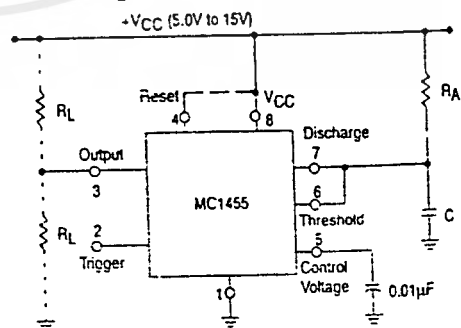 +VCC (5.0V to 15V)
RL
Reset
4
VCC
8
RA
Discharge
7
Output
3
MC1455
6
Threshold
C
RL
2
Trigger
5
Control
Voltage
0.01µF
1